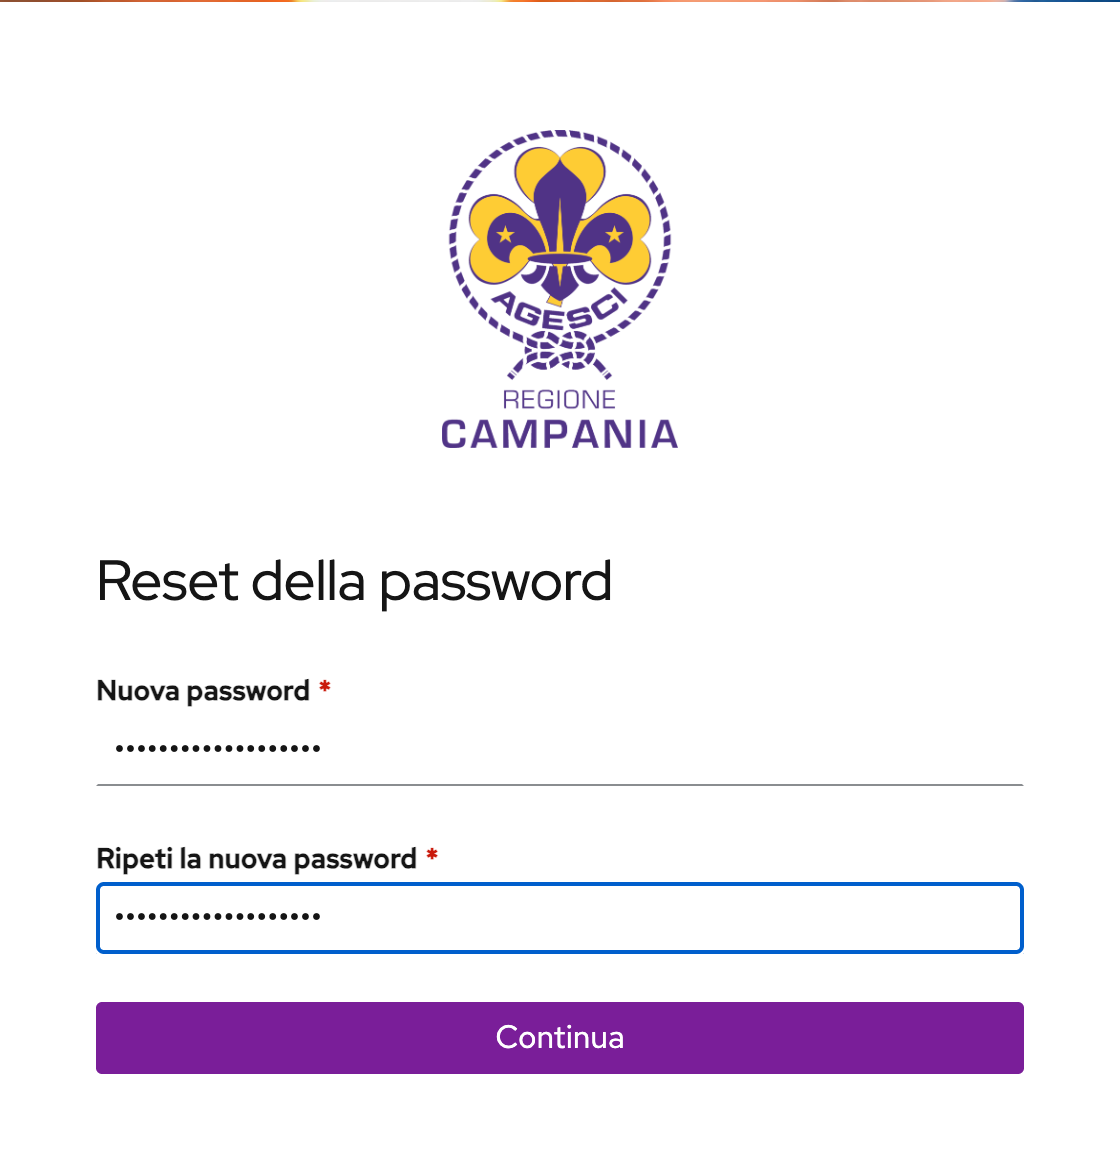 AGESCI
REGIONE
CAMPANIA
Reset della password
Nuova password *
•••••••••••••••••••
Ripeti la nuova password *
•••••••••••••••••••
Continua